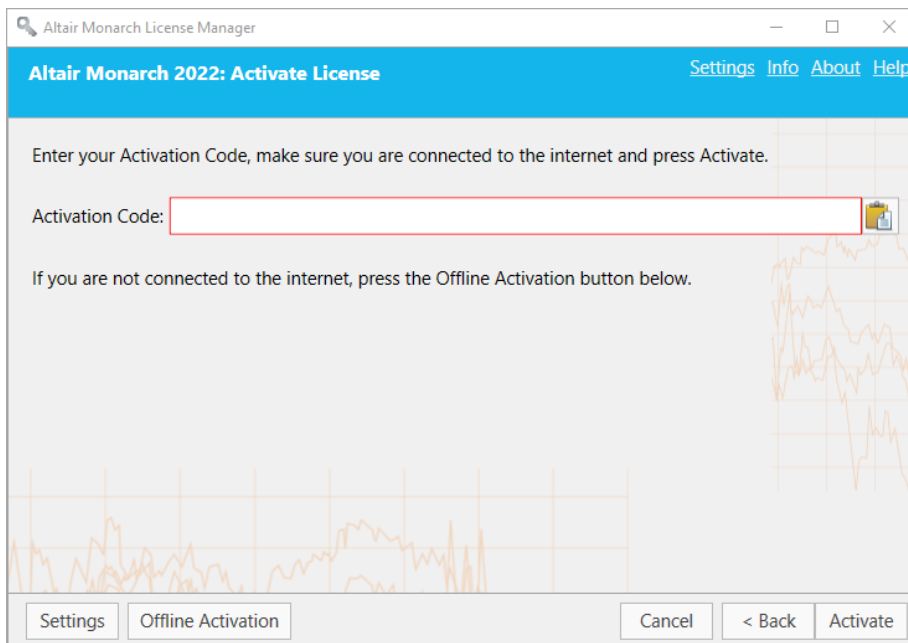 Altair Monarch License Manager
Altair Monarch 2022: Activate License
Settings Info About Help
Enter your Activation Code, make sure you are connected to the internet and press Activate.
Activation Code:
If you are not connected to the internet, press the Offline Activation button below.
Settings Offline Activation Cancel < Back Activate